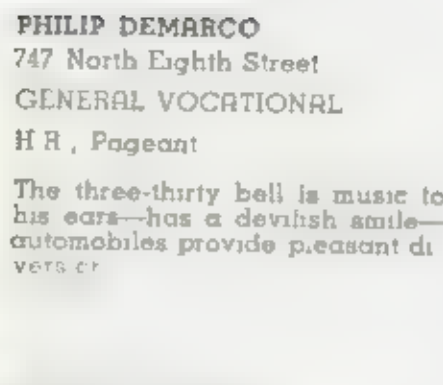 PHILIP DEMARCO
747 North Eighth Street
GENERAL VOCATIONAL
H R, Pageant
The three-thirty bell is music to
his ears—has a devilish smile—
automobiles provide pleasant di